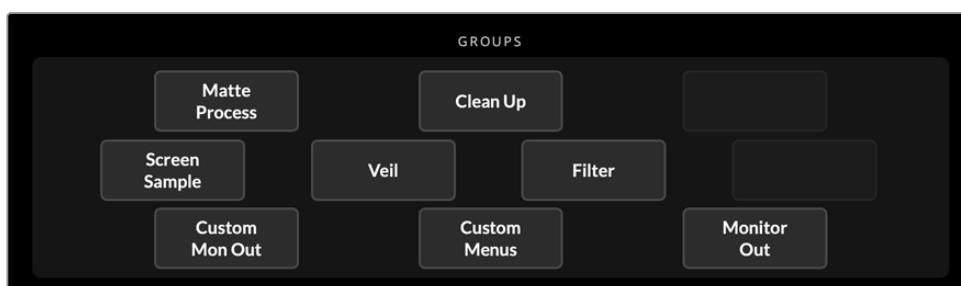 GROUPS
Matte
Process
Clean Up
Screen
Sample
Veil
Filter
Custom
Mon Out
Custom
Menus
Monitor
Out